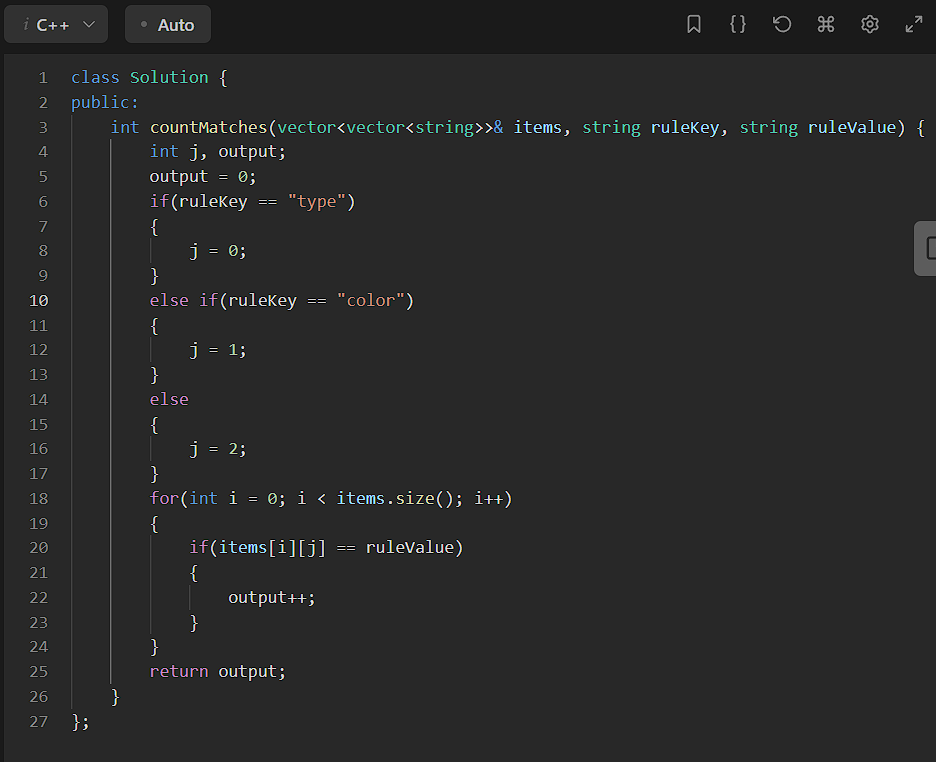 i C++ Auto {} ⌘
1 class Solution {
2 public:
3     int countMatches(vector<vector<string>>& items, string ruleKey, string ruleValue) {
4         int j, output;
5         output = 0;
6         if(ruleKey == "type")
7         {
8             j = 0;
9         }
10         else if(ruleKey == "color")
11         {
12             j = 1;
13         }
14         else
15         {
16             j = 2;
17         }
18         for(int i = 0; i < items.size(); i++)
19         {
20             if(items[i][j] == ruleValue)
21             {
22                 output++;
23             }
24         }
25         return output;
26     }
27 };